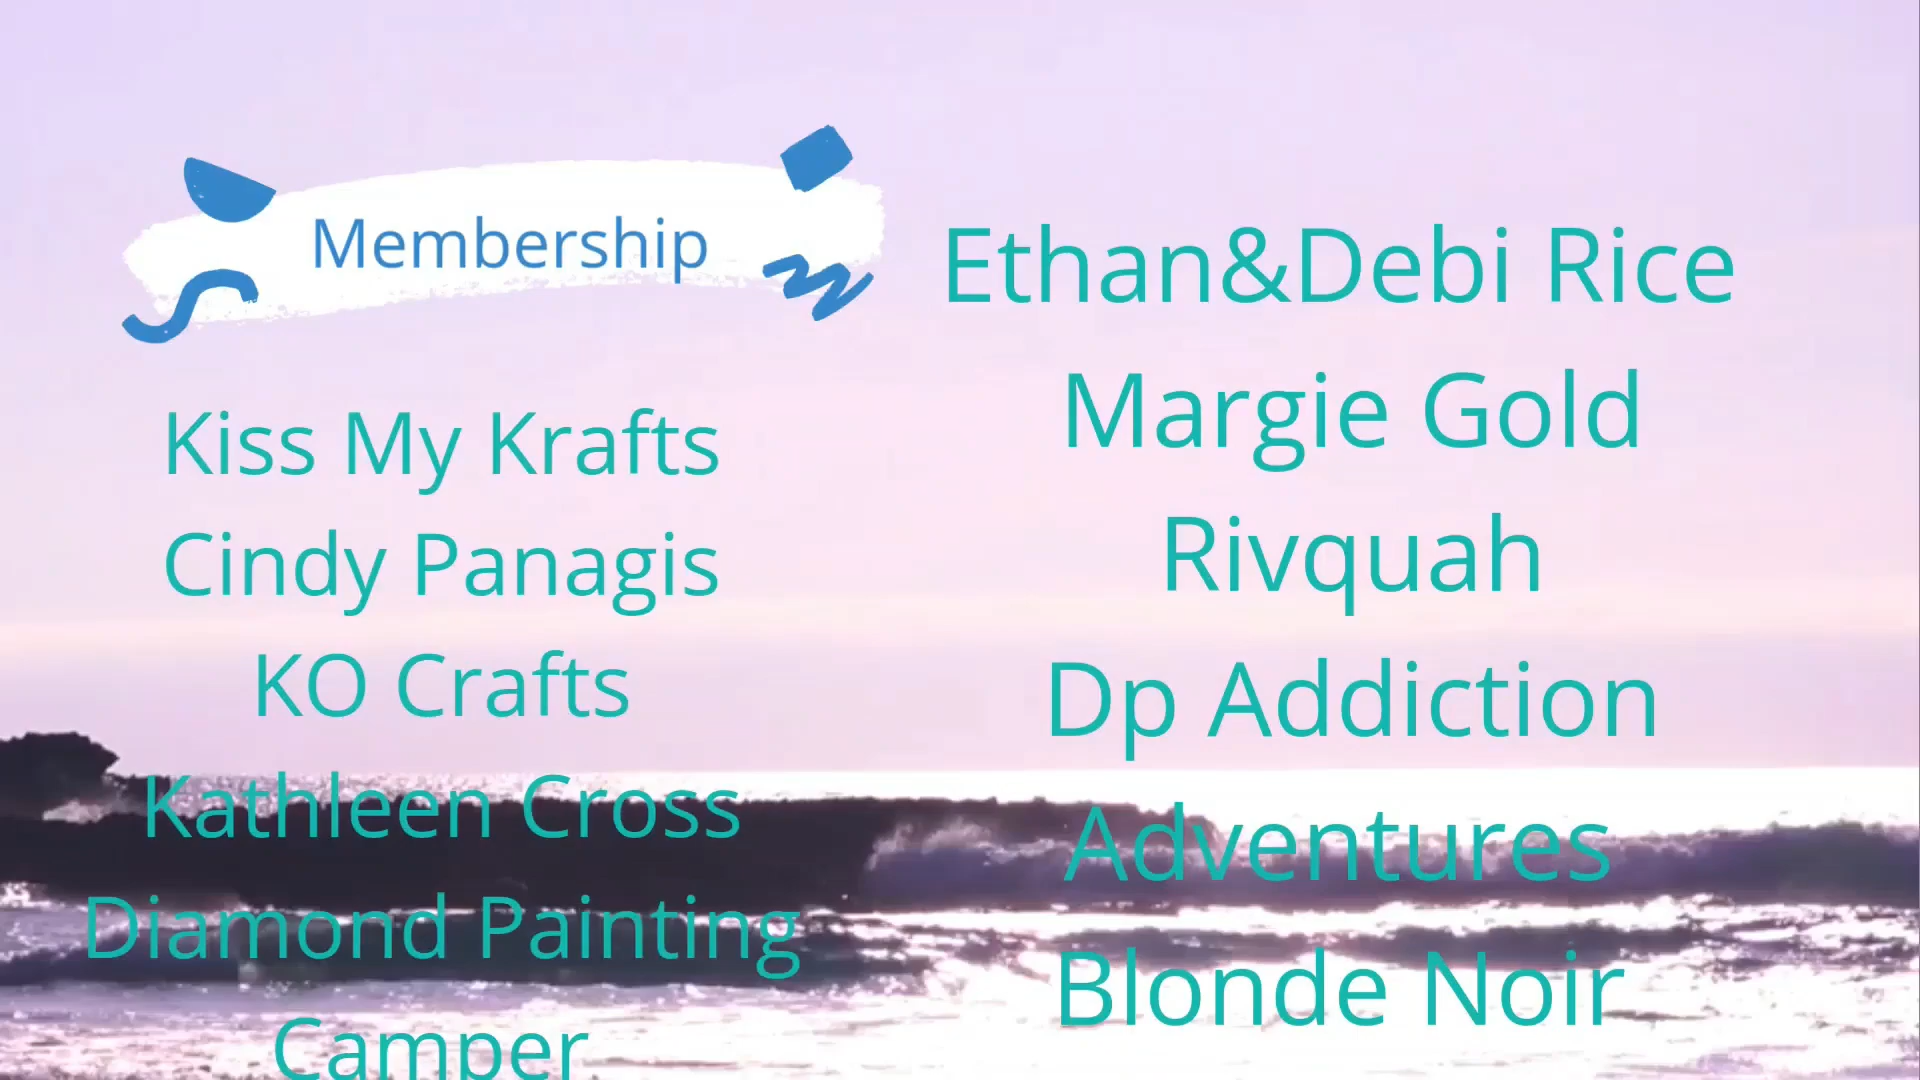 Membership
Kiss My Krafts
Cindy Panagis
KO Crafts
Kathleen Cross
Diamond Painting
Camper
Ethan&Debi Rice
Margie Gold
Rivquah
Dp Addiction
Adventures
Blonde Noir